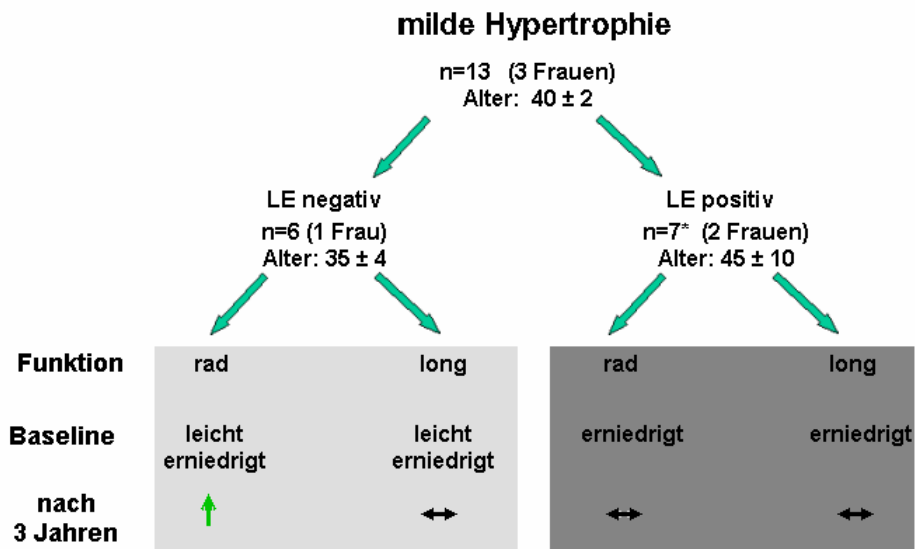 milde Hypertrophie
n=13 (3 Frauen)
Alter: 40 ± 2
LE negativ
n=6 (1 Frau)
Alter: 35 ± 4
LE positiv
n=7* (2 Frauen)
Alter: 45 ± 10
Funktion rad long rad long
Baseline leicht erniedrigt leicht erniedrigt erniedrigt erniedrigt
nach
3 Jahren